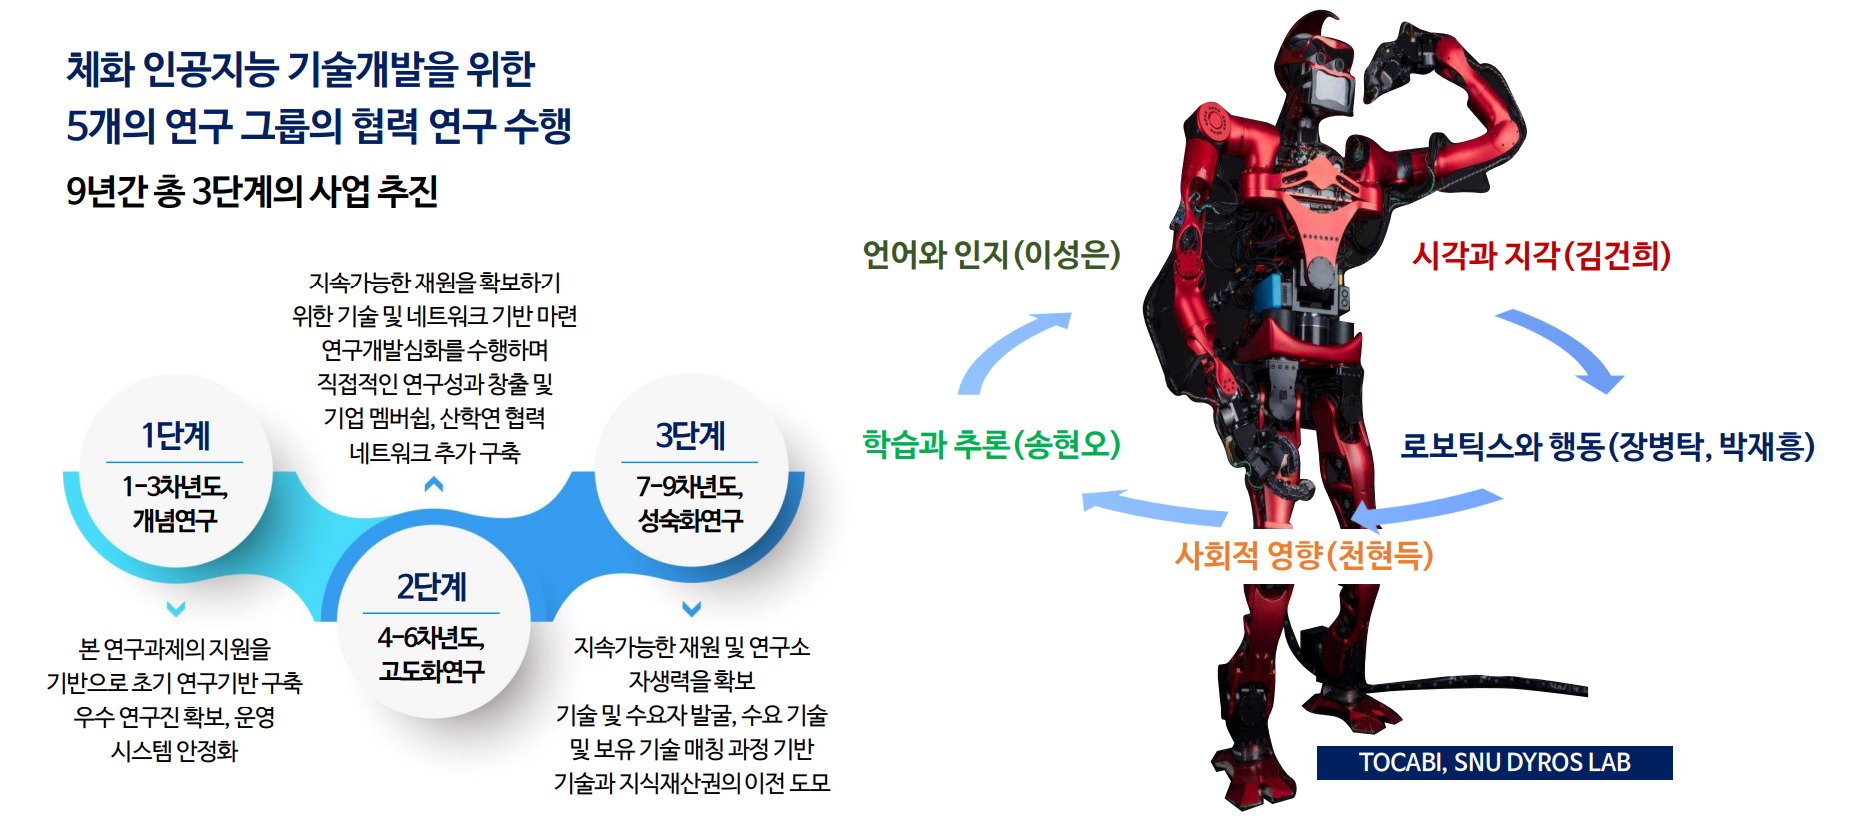 체화 인공지능 기술개발을 위한
5개의 연구 그룹의 협력 연구 수행
9년간 총 3단계의 사업 추진
1단계
1-3차년도,
개념연구
본 연구과제의 지원을
기반으로 초기 연구기반 구축
우수 연구진 확보, 운영
시스템 안정화
지속가능한 재원을 확보하기
위한 기술 및 네트워크 기반 마련
연구개발심화를 수행하며
직접적인 연구성과 창출 및
기업 멤버쉽, 산학연 협력
네트워크 추가 구축
2단계
4-6차년도,
고도화연구
3단계
7-9차년도,
성숙화연구
지속가능한 재원 및 연구소
자생력을 확보
기술 및 수요자 발굴, 수요 기술
및 보유 기술 매칭 과정 기반
기술과 지식재산권의 이전 도모
언어와 인지(이성은)
시각과 지각(김건희)
학습과 추론(송현오)
로보틱스와 행동(장병탁, 박재흥)
사회적 영향(천현득)
TOCABI, SNU DYROS LAB